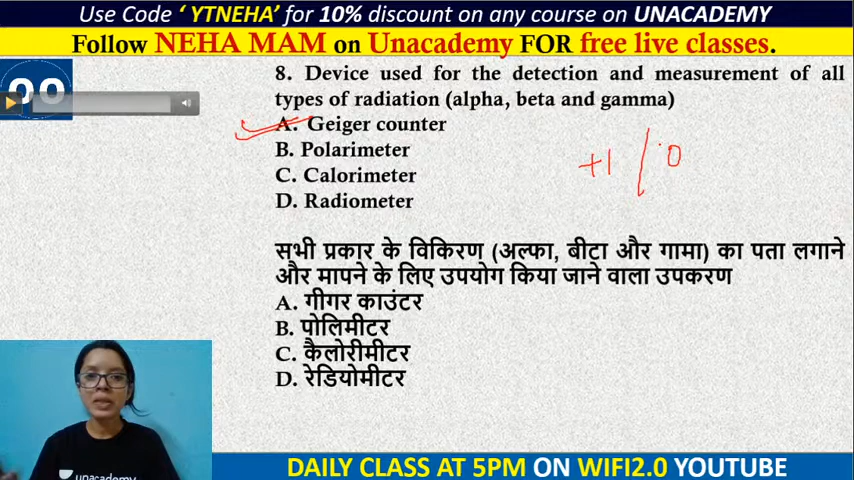 Use Code ‘ YTNEHA’ for 10% discount on any course on UNACADEMY
Follow NEHA MAM on Unacademy FOR free live classes.
00
8. Device used for the detection and measurement of all
types of radiation (alpha, beta and gamma)
A. Geiger counter
B. Polarimeter
C. Calorimeter
D. Radiometer
+1 / 0
सभी प्रकार के विकिरण (अल्फा, बीटा और गामा) का पता लगाने
और मापने के लिए उपयोग किया जाने वाला उपकरण
A. गीगर काउंटर
B. पोलिमीटर
C. कैलोरीमीटर
D. रेडियोमीटर
unacademy
DAILY CLASS AT 5PM ON WIFI2.0 YOUTUBE